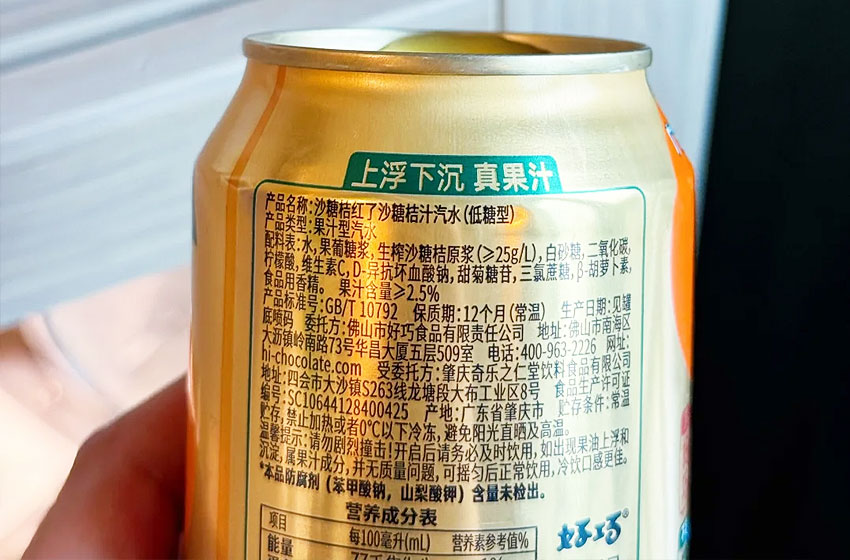 上浮下沉 真果汁
产品名称:沙糖桔红了沙糖桔汁汽水(低糖型)
产品类型:果汁型汽水
配料表:水,果葡糖浆,生榨沙糖桔原浆(≥25g/L),白砂糖,二氧化碳,
柠檬酸,维生素C,D-异抗坏血酸钠,甜菊糖苷,三氯蔗糖,β-胡萝卜素,
食品用香精。 果汁含量≥2.5%
产品标准号:GB/T 10792 保质期:12个月(常温) 生产日期:见罐
底喷码 委托方:佛山市好巧食品有限责任公司 地址:佛山市南海区
大沥镇岭南路73号华昌大厦五层509室 电话:400-963-2226 网址:
hi-chocolate.com 受委托方:肇庆奇乐之仁堂饮料食品有限公司
地址:四会市大沙镇S263线龙塘段大布工业区8号 食品生产许可证
编号:SC10644128400425 产地:广东省肇庆市 贮存条件:常温
贮存,禁止加热或者0℃以下冷冻,避免阳光直晒及高温。
温馨提示:请勿剧烈撞击!开启后请务必及时饮用,如出现果油上浮和
沉淀,属果汁成分,并无质量问题,可摇匀后正常饮用,冷饮口感更佳。
*本品防腐剂(苯甲酸钠,山梨酸钾)含量未检出。
营养成分表
项目 每100毫升(mL) 营养素参考值%
能量
好巧®